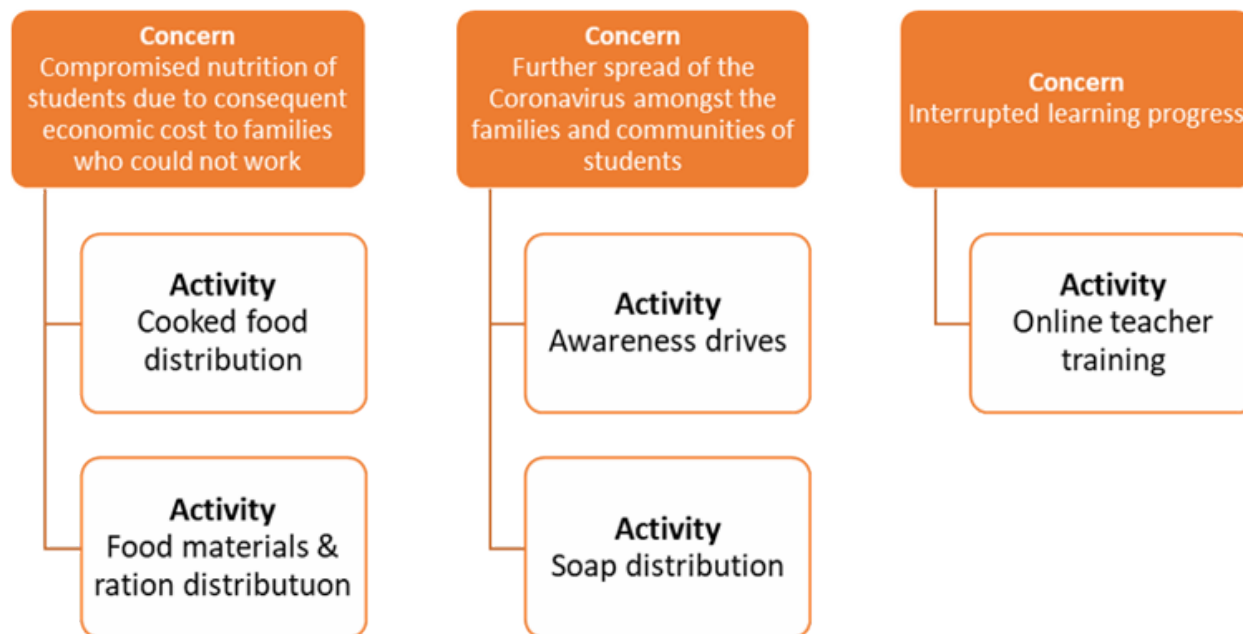 Concern
Compromised nutrition of
students due to consequent
economic cost to families
who could not work
Activity
Cooked food
distribution
Activity
Food materials &
ration distributuon
Concern
Further spread of the
Coronavirus amongst the
families and communities of
students
Activity
Awareness drives
Activity
Soap distribution
Concern
Interrupted learning progress
Activity
Online teacher
training